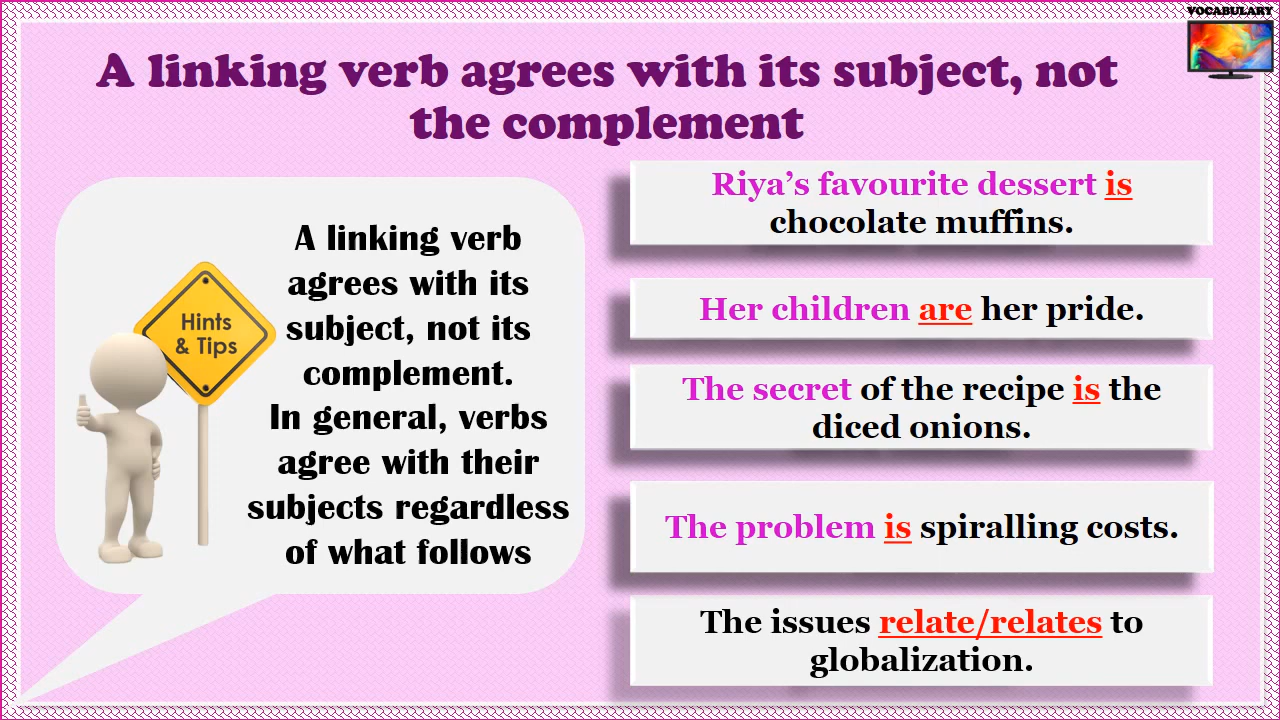 VOCABULARY
A linking verb agrees with its subject, not
the complement
Hints
& Tips
A linking verb
agrees with its
subject, not its
complement.
In general, verbs
agree with their
subjects regardless
of what follows
Riya’s favourite dessert is
chocolate muffins.
Her children are her pride.
The secret of the recipe is the
diced onions.
The problem is spiralling costs.
The issues relate/relates to
globalization.